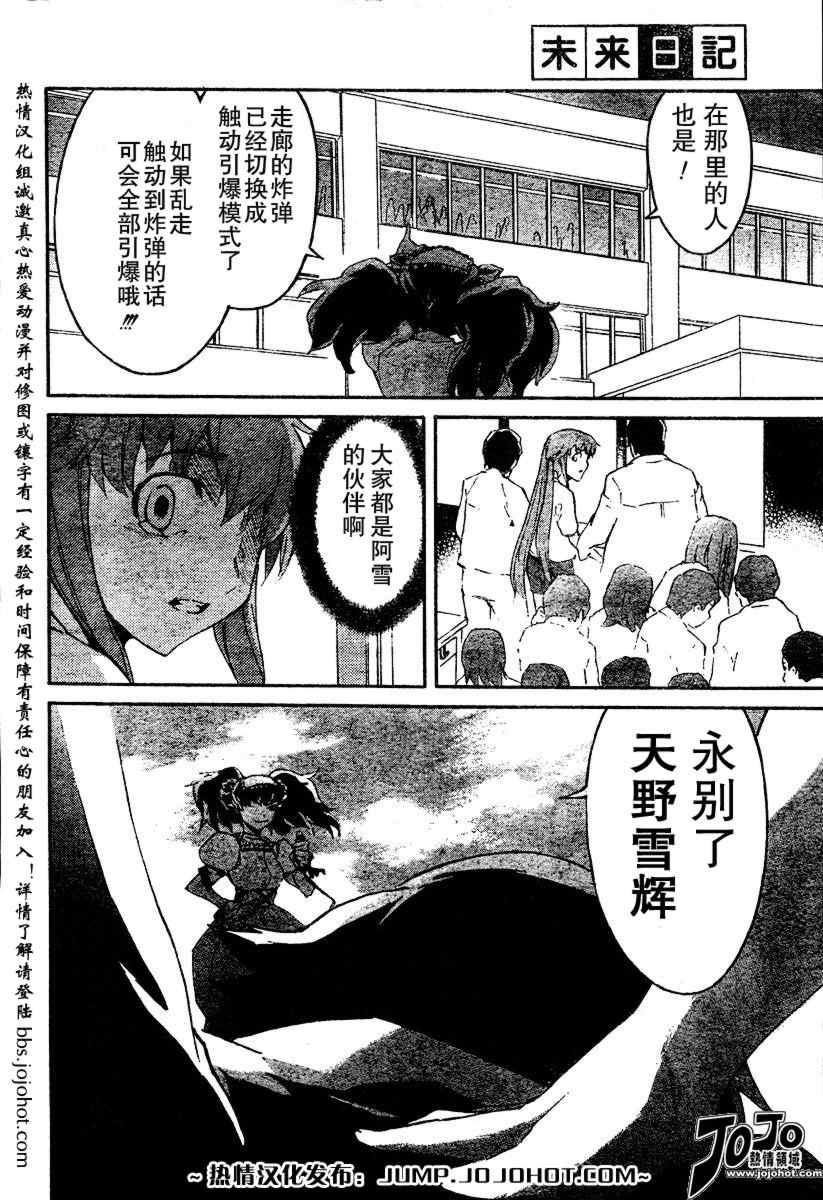 未来日記
在那里的人
也是！
走廊的炸弹
已经切换成
触动引爆模式了
如果乱走
触动到炸弹的话
可会全部引爆哦
!!!
大家都是阿雪
的伙伴啊
永别了
天野雪辉
热情汉化组诚邀真心热爱动漫并对修图或镶字有一定经验和时间保障有责任心的朋友加入！详情了解请登陆 bbs.jojohot.com
~热情汉化发布：JUMP.JOJOHOT.COM~
JOJO
热情领域
www.jojohot.com